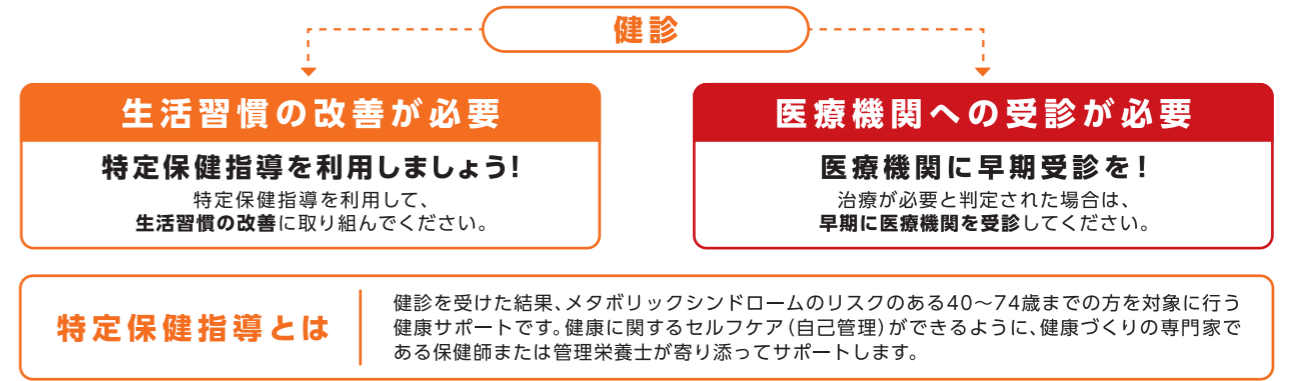 健診
生活習慣の改善が必要
特定保健指導を利用しましょう!
特定保健指導を利用して、
生活習慣の改善に取り組んでください。
医療機関への受診が必要
医療機関に早期受診を!
治療が必要と判定された場合は、
早期に医療機関を受診してください。
特定保健指導とは
健診を受けた結果、メタボリックシンドロームのリスクのある40〜74歳までの方を対象に行う
健康サポートです。健康に関するセルフケア(自己管理)ができるように、健康づくりの専門家で
ある保健師または管理栄養士が寄り添ってサポートします。